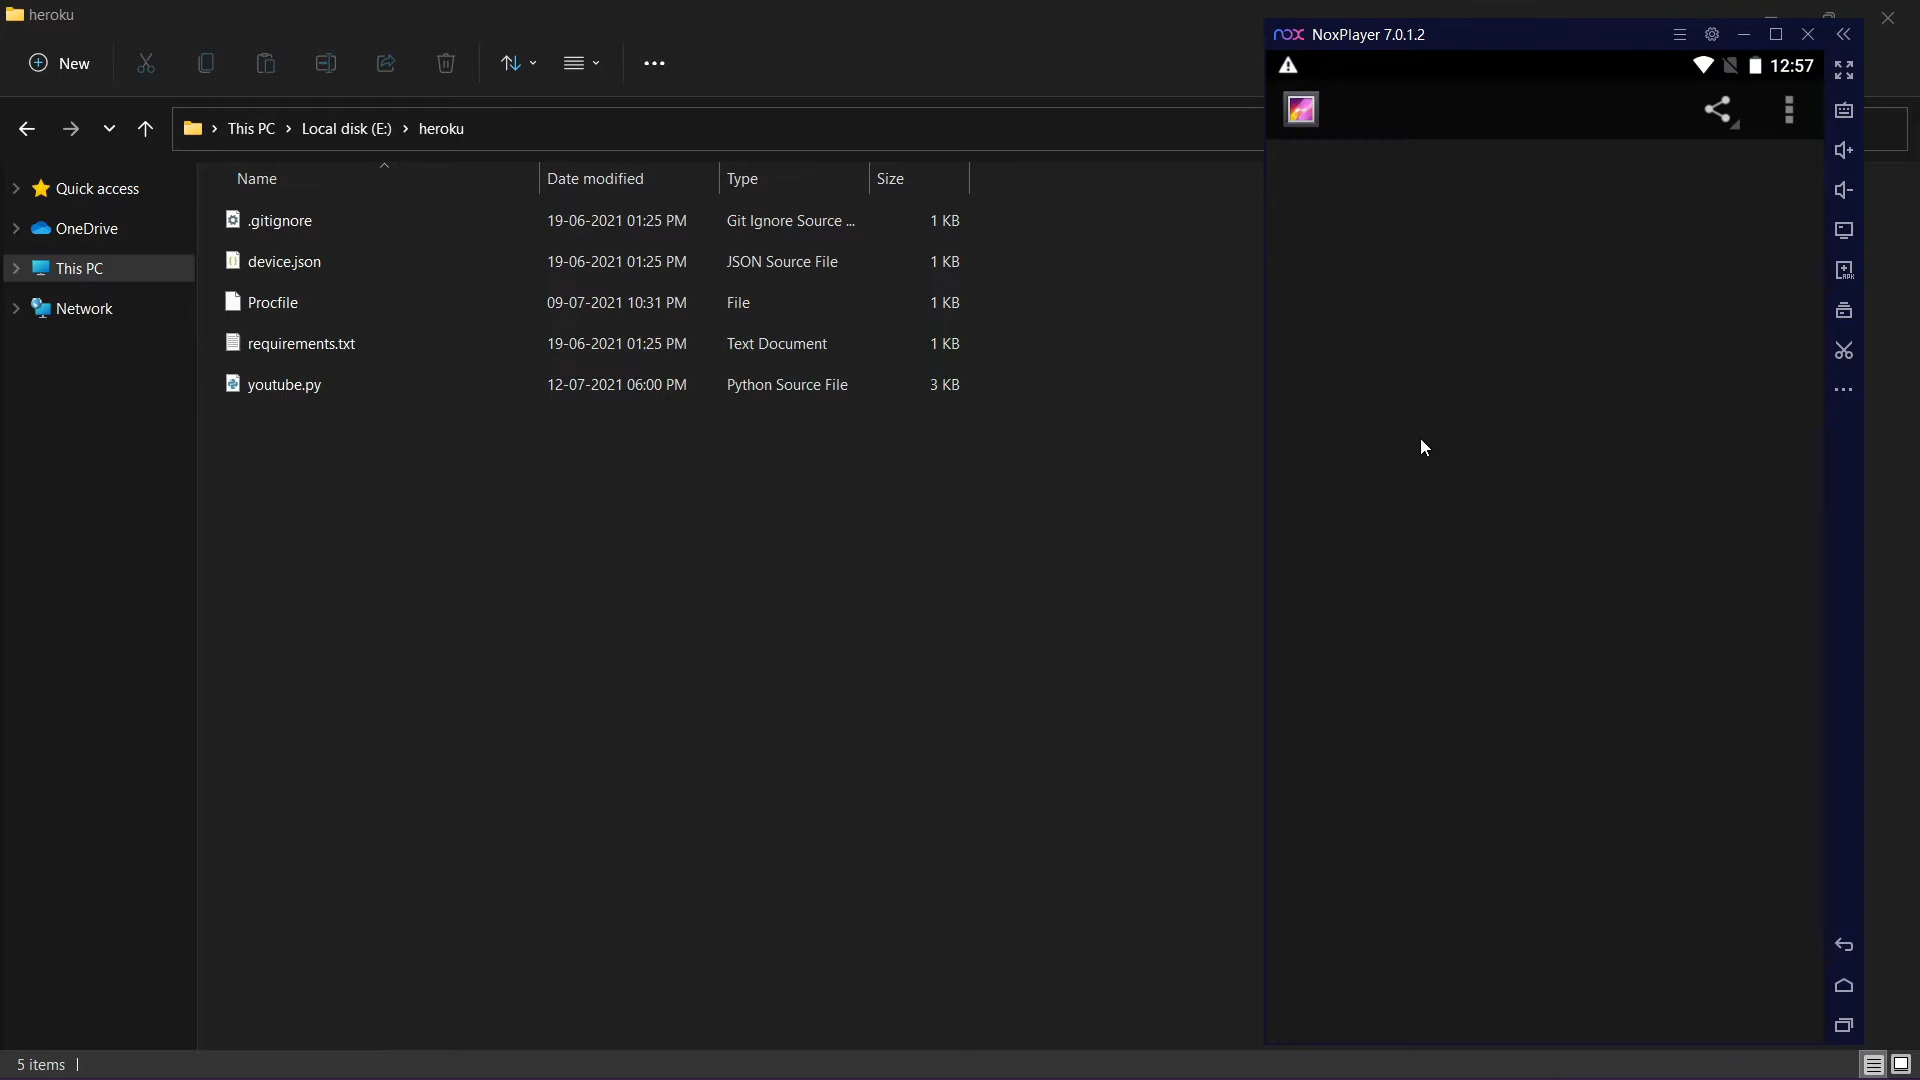 heroku
New
This PC > Local disk (E:) > heroku
Quick access
OneDrive
This PC
Network
Name Date modified Type Size
.gitignore 19-06-2021 01:25 PM Git Ignore Source ... 1 KB
device.json 19-06-2021 01:25 PM JSON Source File 1 KB
Procfile 09-07-2021 10:31 PM File 1 KB
requirements.txt 19-06-2021 01:25 PM Text Document 1 KB
youtube.py 12-07-2021 06:00 PM Python Source File 3 KB
5 items
nox NoxPlayer 7.0.1.2
12:57